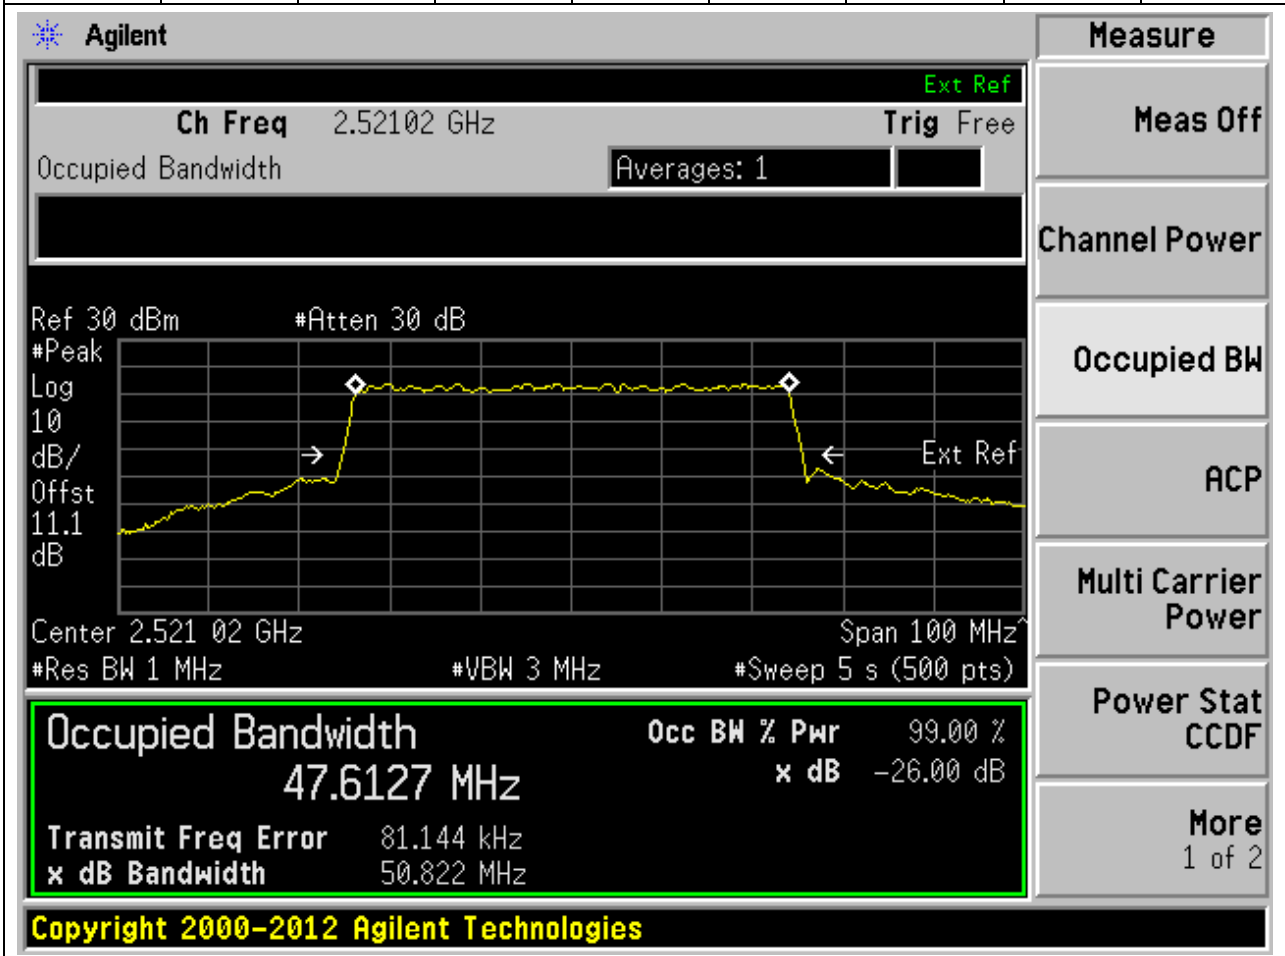 Agilent
Measure
Ext Ref
Ch Freq 2.52102 GHz Trig Free
Meas Off
Occupied Bandwidth Averages: 1
Channel Power
Ref 30 dBm #Atten 30 dB
#Peak
Log
10
dB/
Offst
11.1
dB
Ext Ref
Occupied BW
ACP
Center 2.521 02 GHz Span 100 MHz^
#Res BW 1 MHz #VBW 3 MHz #Sweep 5 s (500 pts)
Multi Carrier
Power
Occupied Bandwidth Occ BW % Pwr 99.00 %
47.6127 MHz x dB -26.00 dB
Transmit Freq Error 81.144 kHz
x dB Bandwidth 50.822 MHz
Power Stat
CCDF
More
1 of 2
Copyright 2000-2012 Agilent Technologies